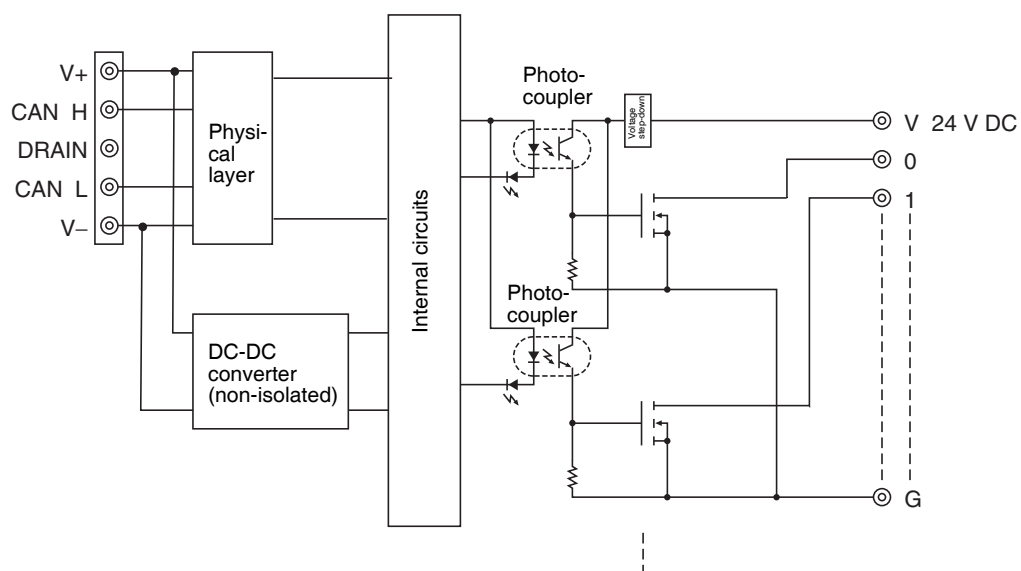 V+
CAN H
DRAIN
CAN L
V–
Physi-
cal
layer
DC-DC
converter
(non-isolated)
Internal circuits
Photo-
coupler
Voltage
step-down
Photo-
coupler
V 24 V DC
0
1
G